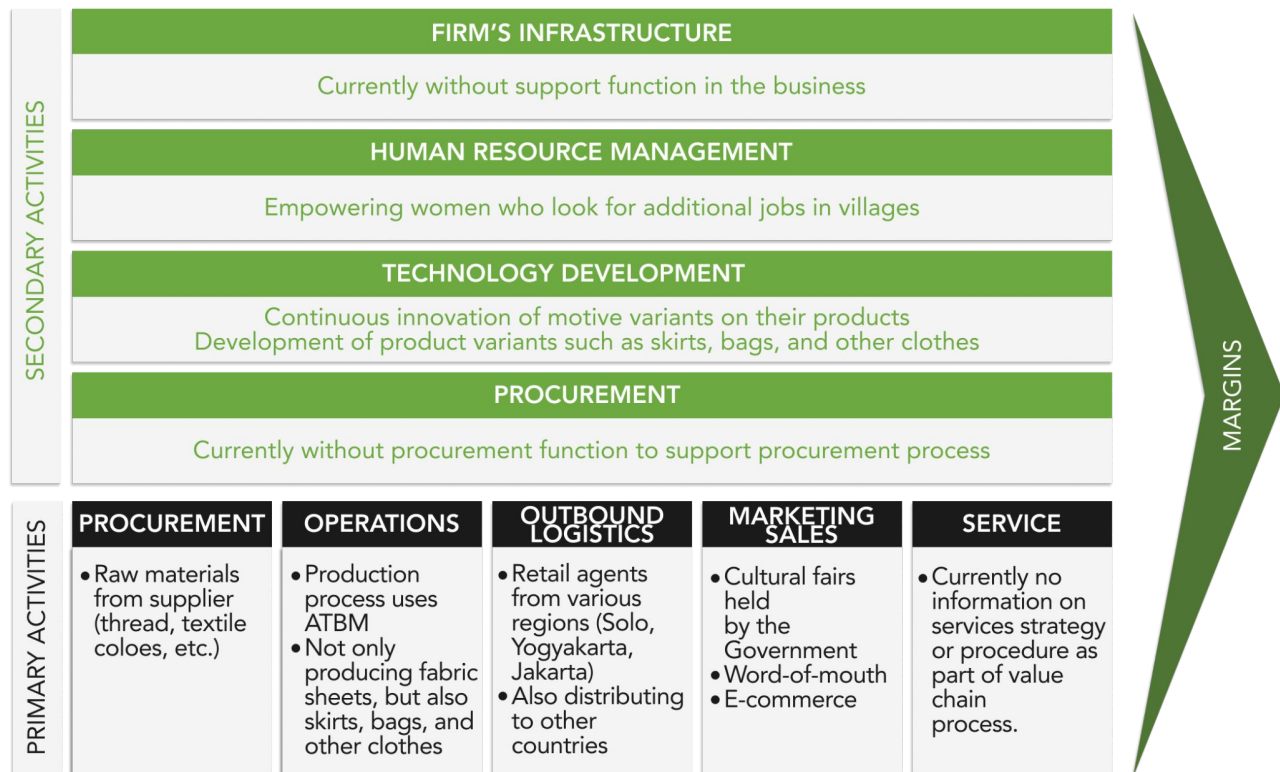 SECONDARY ACTIVITIES
FIRM'S INFRASTRUCTURE
Currently without support function in the business
HUMAN RESOURCE MANAGEMENT
Empowering women who look for additional jobs in villages
TECHNOLOGY DEVELOPMENT
Continuous innovation of motive variants on their products
Development of product variants such as skirts, bags, and other clothes
PROCUREMENT
Currently without procurement function to support procurement process
MARGINS
PRIMARY ACTIVITIES
PROCUREMENT
• Raw materials
from supplier
(thread, textile
coloes, etc.)
OPERATIONS
• Production
process uses
ATBM
• Not only
producing fabric
sheets, but also
skirts, bags, and
other clothes
OUTBOUND
LOGISTICS
• Retail agents
from various
regions (Solo,
Yogyakarta,
Jakarta)
• Also distributing
to other
countries
MARKETING
SALES
• Cultural fairs
held
by the
Government
• Word-of-mouth
• E-commerce
SERVICE
• Currently no
information on
services strategy
or procedure as
part of value
chain
process.